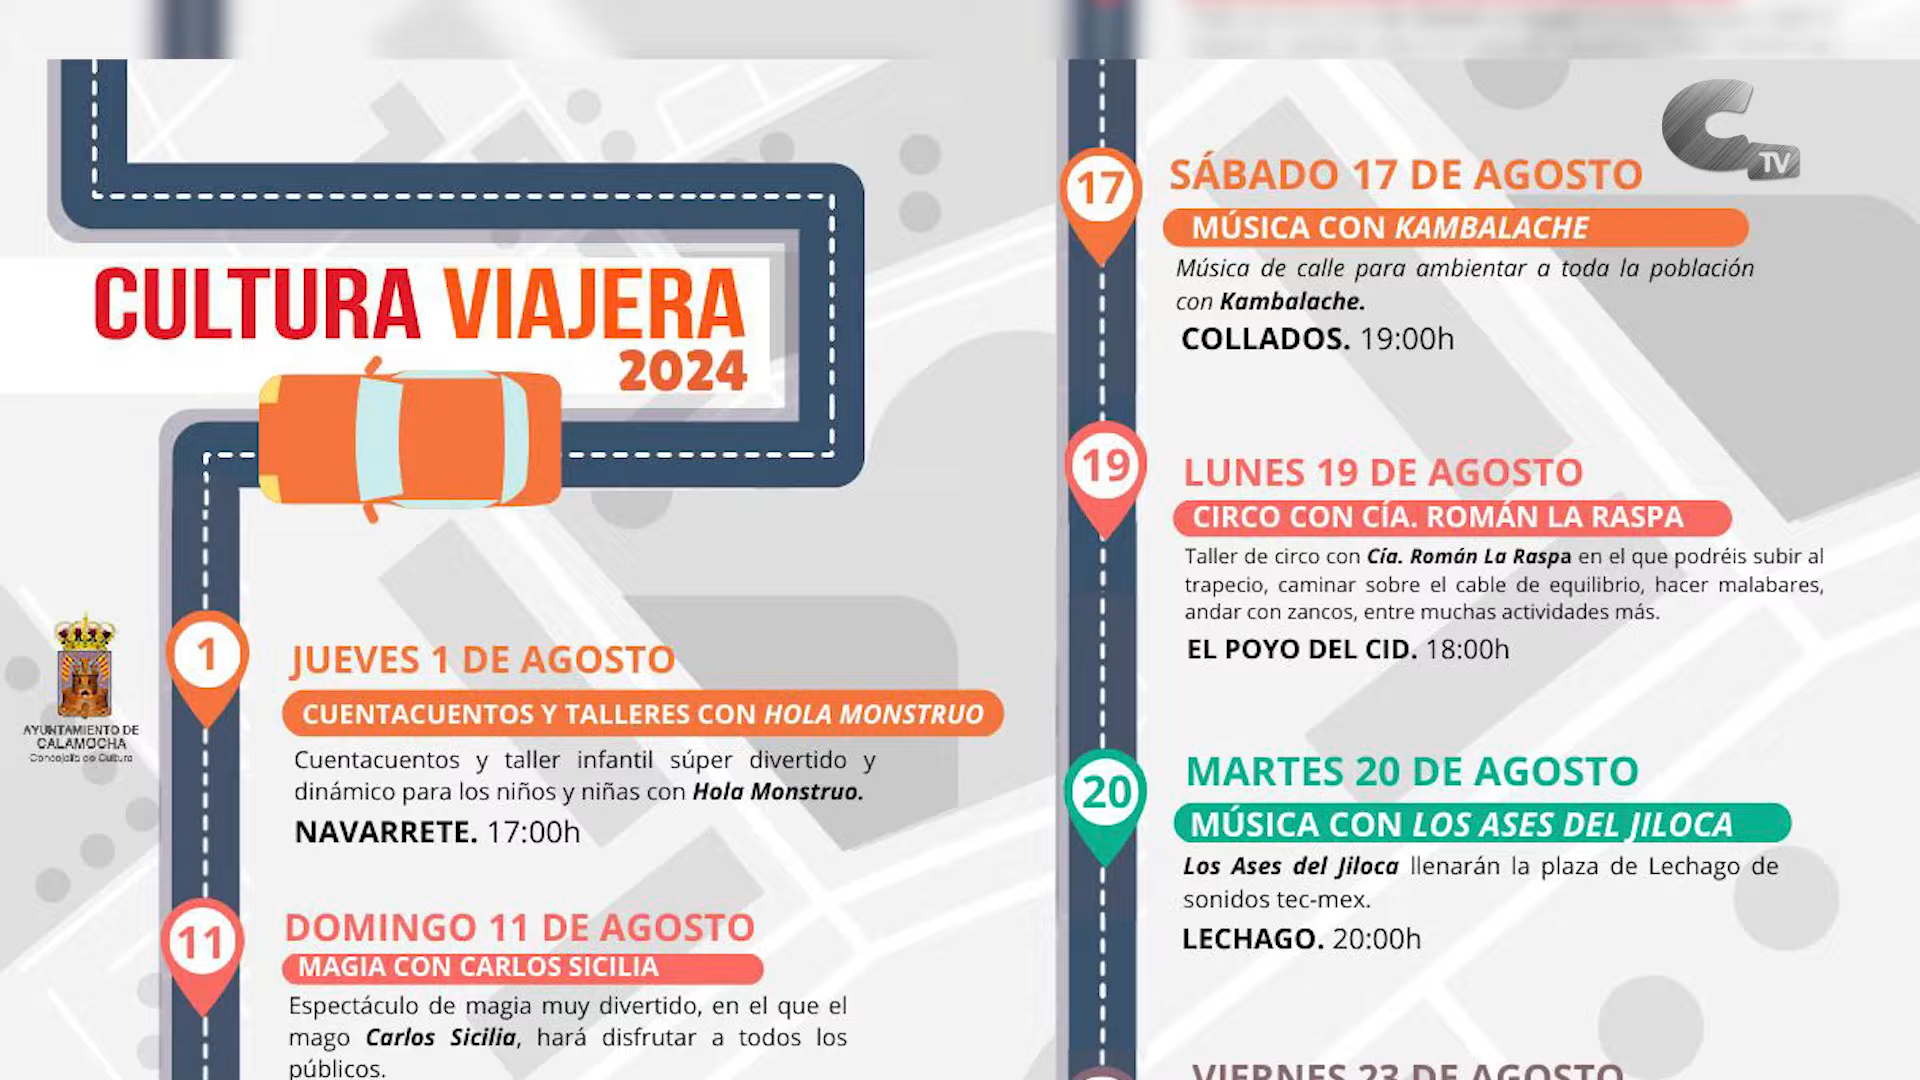 CULTURA VIAJERA
2024
AYUNTAMIENTO DE
CALAMOCHA
Concejalía de Cultura
1
JUEVES 1 DE AGOSTO
CUENTACUENTOS Y TALLERES CON HOLA MONSTRUO
Cuentacuentos y taller infantil súper divertido y
dinámico para los niños y niñas con Hola Monstruo.
NAVARRETE. 17:00h
11
DOMINGO 11 DE AGOSTO
MAGIA CON CARLOS SICILIA
Espectáculo de magia muy divertido, en el que el
mago Carlos Sicilia, hará disfrutar a todos los
públicos.
TV
17
SÁBADO 17 DE AGOSTO
MÚSICA CON KAMBALACHE
Música de calle para ambientar a toda la población
con Kambalache.
COLLADOS. 19:00h
19
LUNES 19 DE AGOSTO
CIRCO CON CÍA. ROMÁN LA RASPA
Taller de circo con Cía. Román La Raspa en el que podréis subir al
trapecio, caminar sobre el cable de equilibrio, hacer malabares,
andar con zancos, entre muchas actividades más.
EL POYO DEL CID. 18:00h
20
MARTES 20 DE AGOSTO
MÚSICA CON LOS ASES DEL JILOCA
Los Ases del Jiloca llenarán la plaza de Lechago de
sonidos tec-mex.
LECHAGO. 20:00h
VIERNES 23 DE AGOSTO